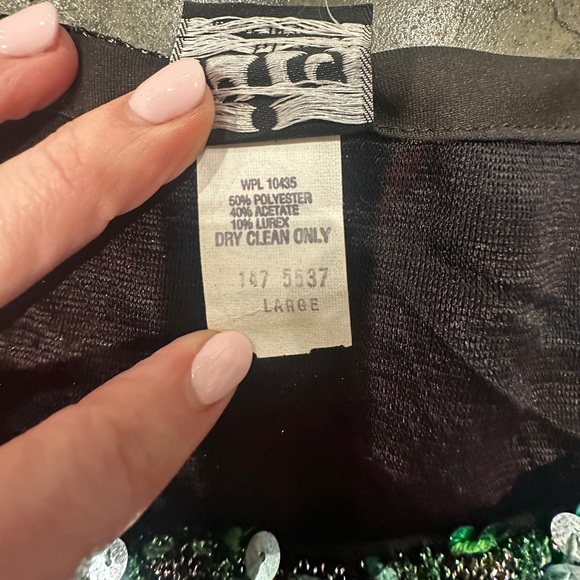 WPL 10435
50% POLYESTER
40% ACETATE
10% LUREX
DRY CLEAN ONLY
147 5537
LARGE